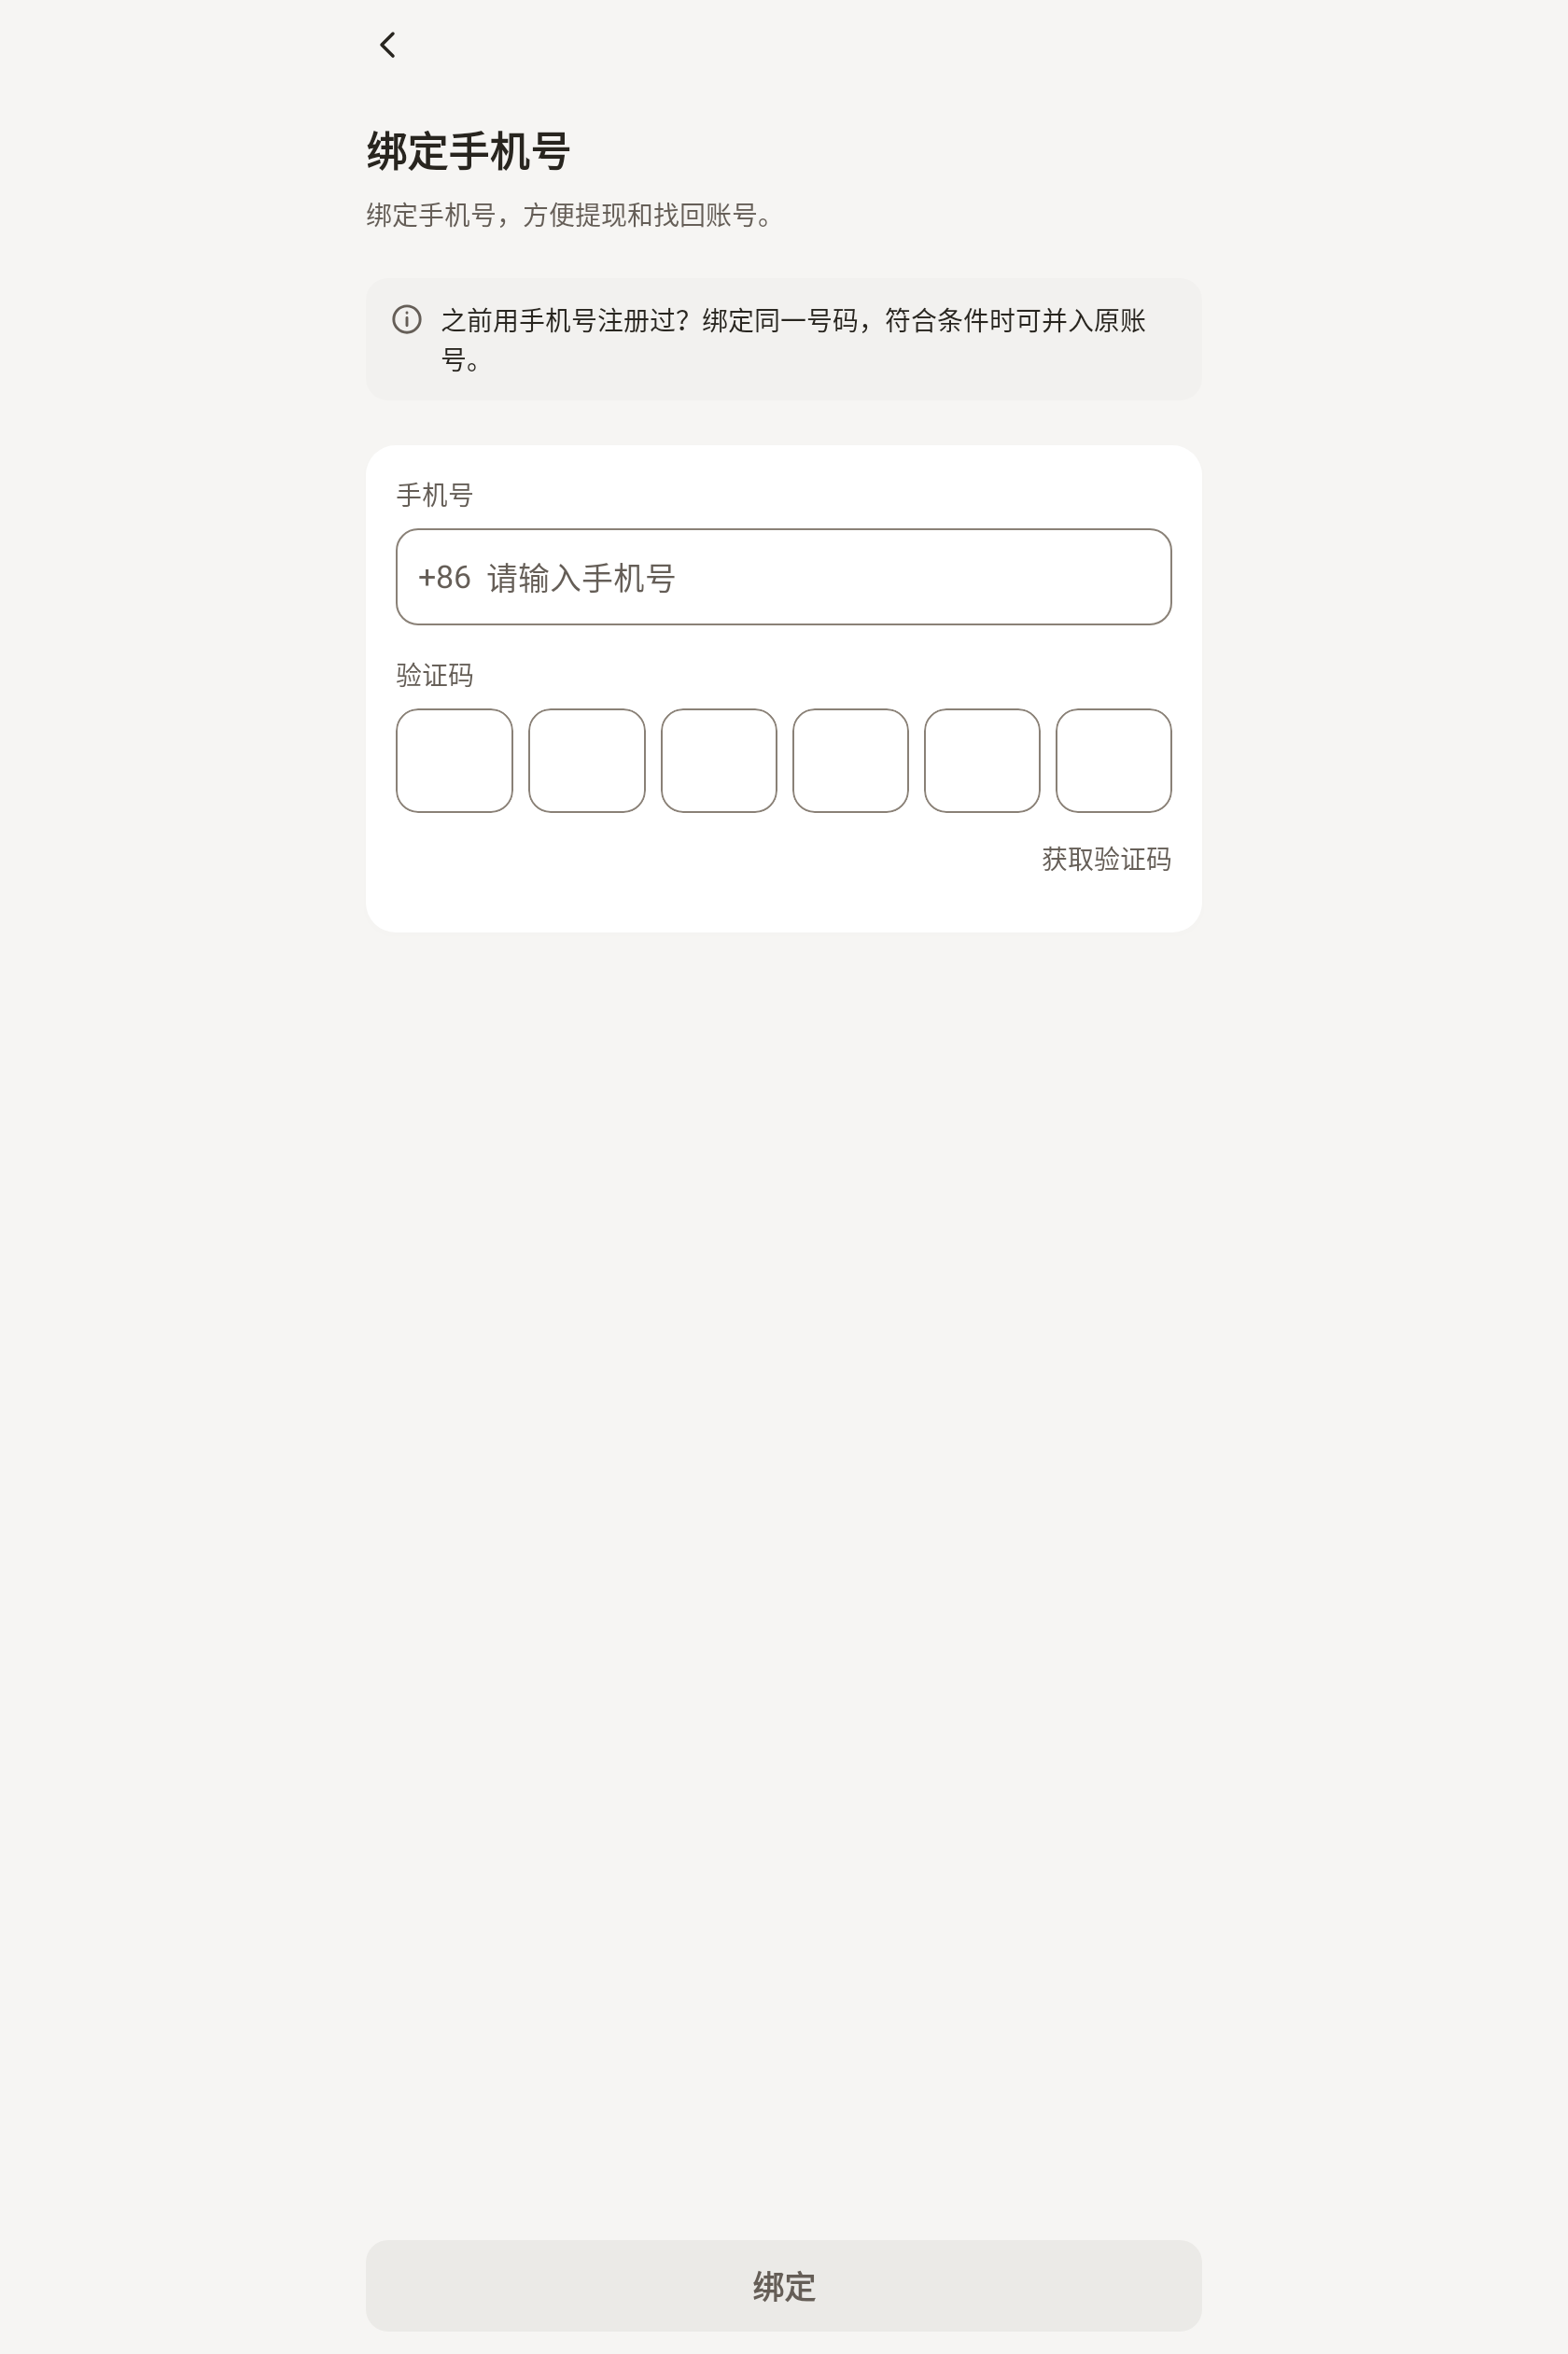 绑定手机号
绑定手机号，方便提现和找回账号。
之前用手机号注册过？绑定同一号码，符合条件时可并入原账
号。
手机号
+86 请输入手机号
验证码
获取验证码
绑定